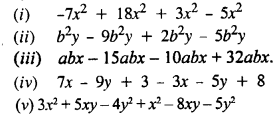 (i) -7x² + 18x² + 3x² - 5x²
(ii) b²y - 9b²y + 2b²y - 5b²y
(iii) abx - 15abx - 10abx + 32abx.
(iv) 7x - 9y + 3 - 3x - 5y + 8
(v) 3x² + 5xy - 4y² + x² - 8xy - 5y²